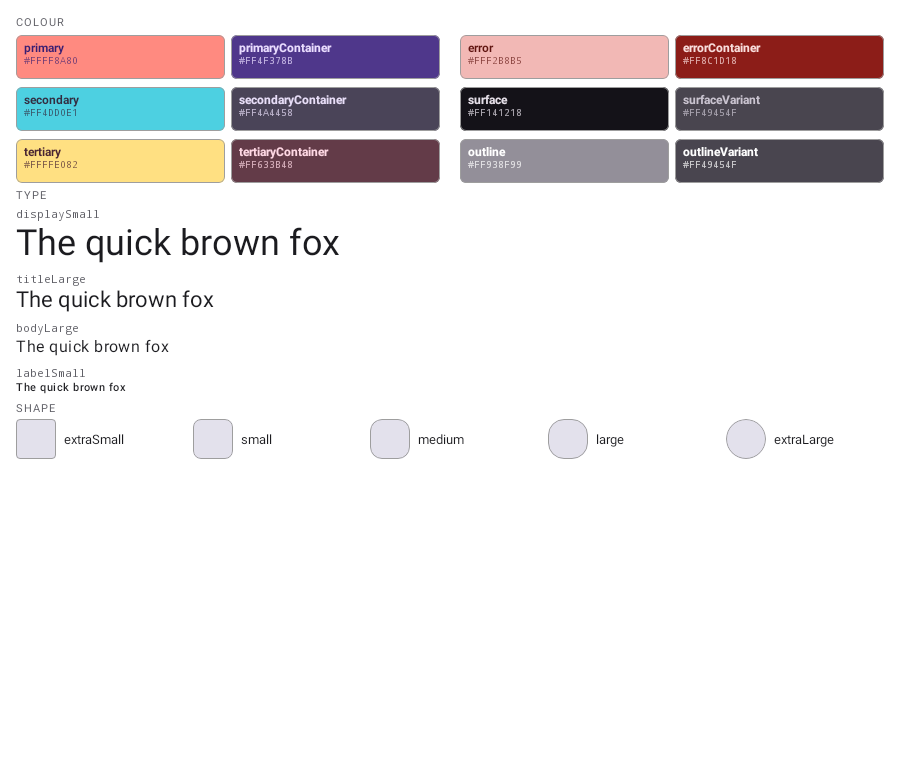 COLOUR
primary
#FFFF8A80
primaryContainer
#FF4F378B
error
#FFF2B8B5
errorContainer
#FF8C1D18
secondary
#FF4DD0E1
secondaryContainer
#FF4A4458
surface
#FF141218
surfaceVariant
#FF49454F
tertiary
#FFFFE082
tertiaryContainer
#FF633B48
outline
#FF938F99
outlineVariant
#FF49454F
TYPE
displaySmall
The quick brown fox
titleLarge
The quick brown fox
bodyLarge
The quick brown fox
labelSmall
The quick brown fox
SHAPE
extraSmall
small
medium
large
extraLarge